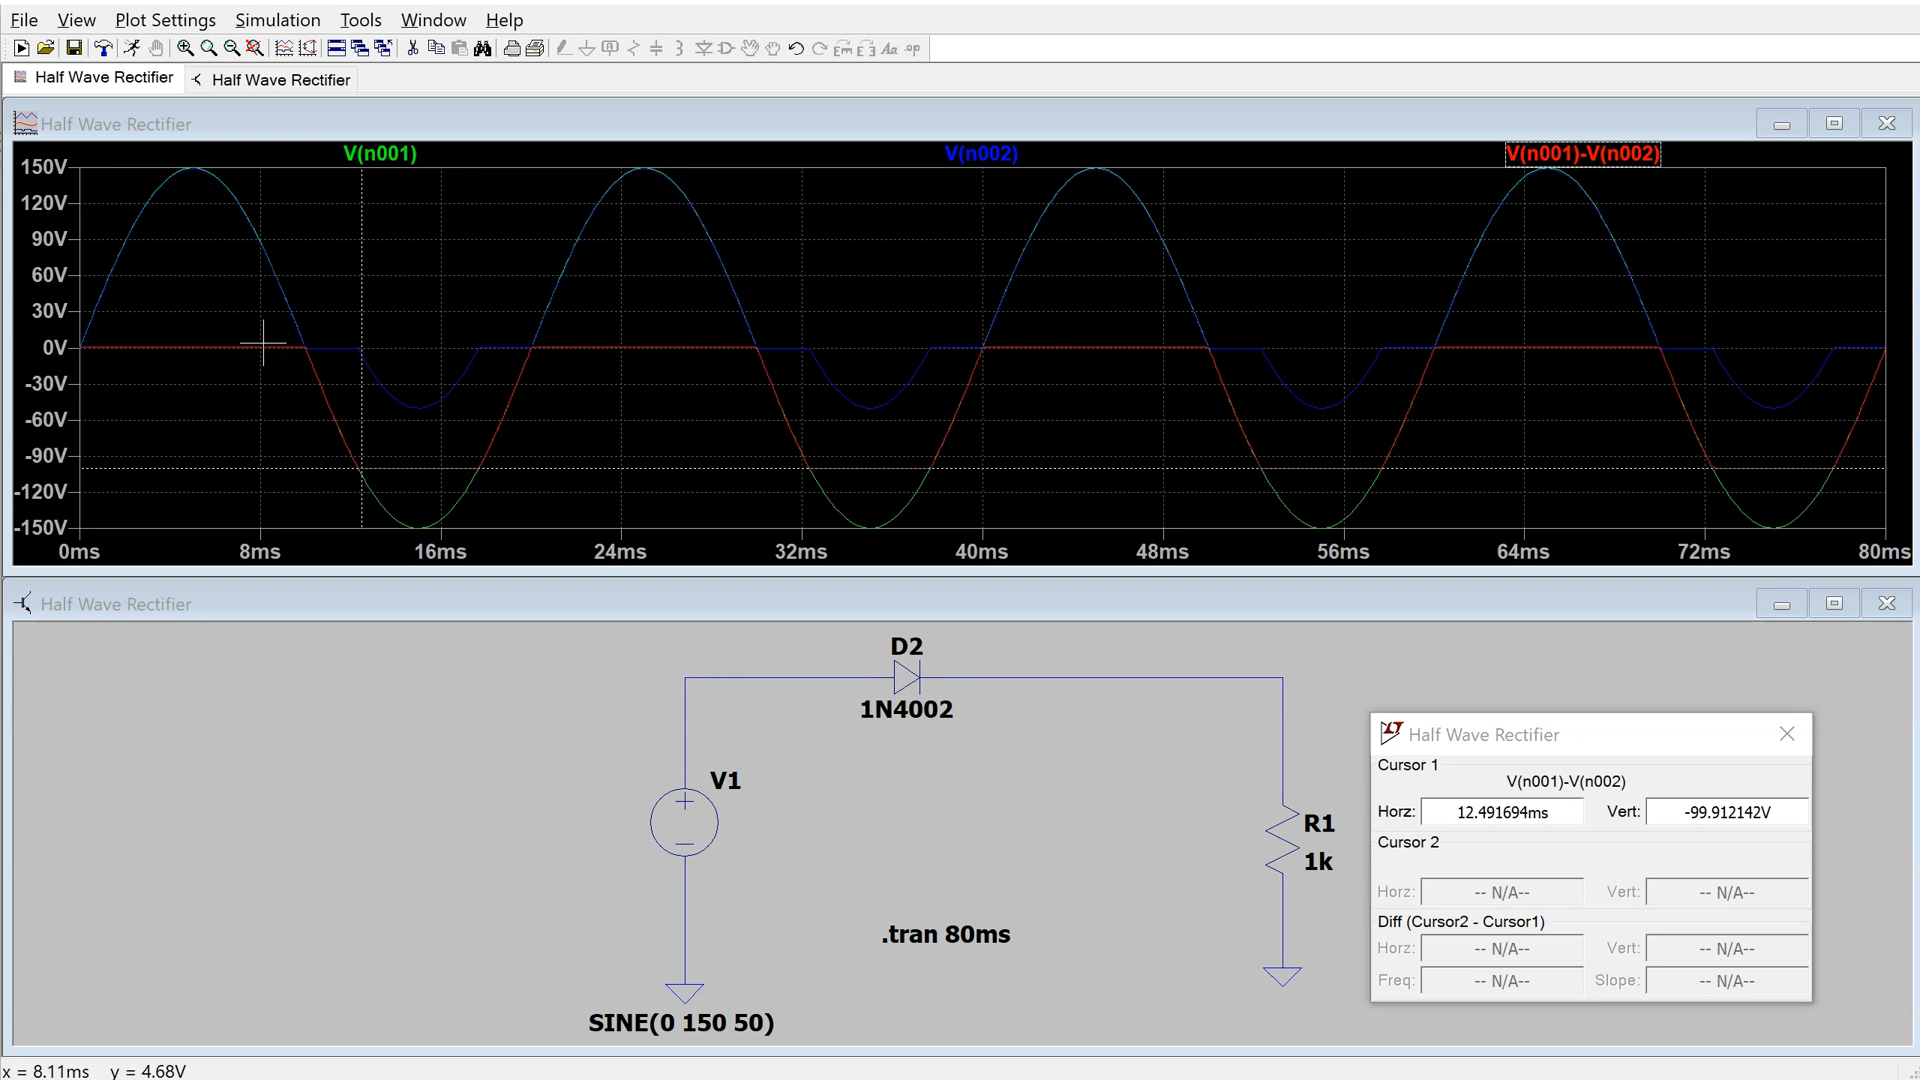 File View Plot Settings Simulation Tools Window Help
Half Wave Rectifier
Half Wave Rectifier
Half Wave Rectifier
V(n001) V(n002) V(n001)-V(n002)
150V
120V
90V
60V
30V
0V
-30V
-60V
-90V
-120V
-150V
0ms 8ms 16ms 24ms 32ms 40ms 48ms 56ms 64ms 72ms 80ms
Half Wave Rectifier
D2
1N4002
V1
R1
1k
.tran 80ms
SINE(0 150 50)
Half Wave Rectifier
Cursor 1
V(n001)-V(n002)
Horz: 12.491694ms Vert: -99.912142V
Cursor 2
Horz: -- N/A-- Vert: -- N/A--
Diff (Cursor2 - Cursor1)
Horz: -- N/A-- Vert: -- N/A--
Freq: -- N/A-- Slope: -- N/A--
x = 8.11ms y = 4.68V